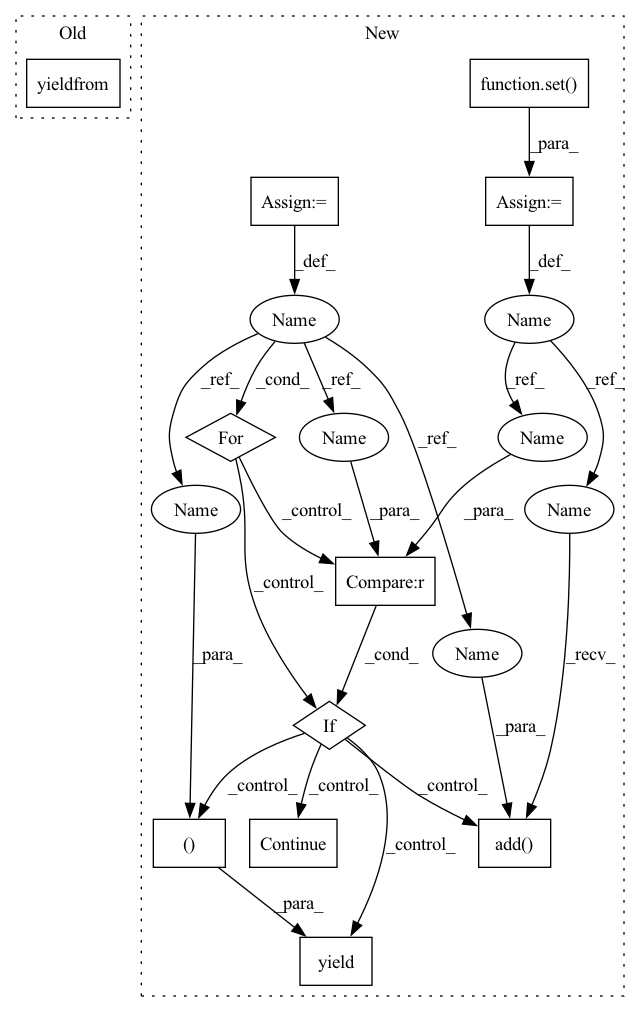 Old
New
yieldfrom
function.set()
_para_
Assign:=
Assign:=
_def_
_def_
Name
Name
_ref_
_cond_
_ref_
_ref_
_ref_
_ref_
For
Name
Name
Name
Name
_control_
_para_
_para_
_control_
Compare:r
_para_
_cond_
Name
_recv_
If
_para_
_control_
_control_
_control_
_control_
()
Continue
add()
_para_
yield